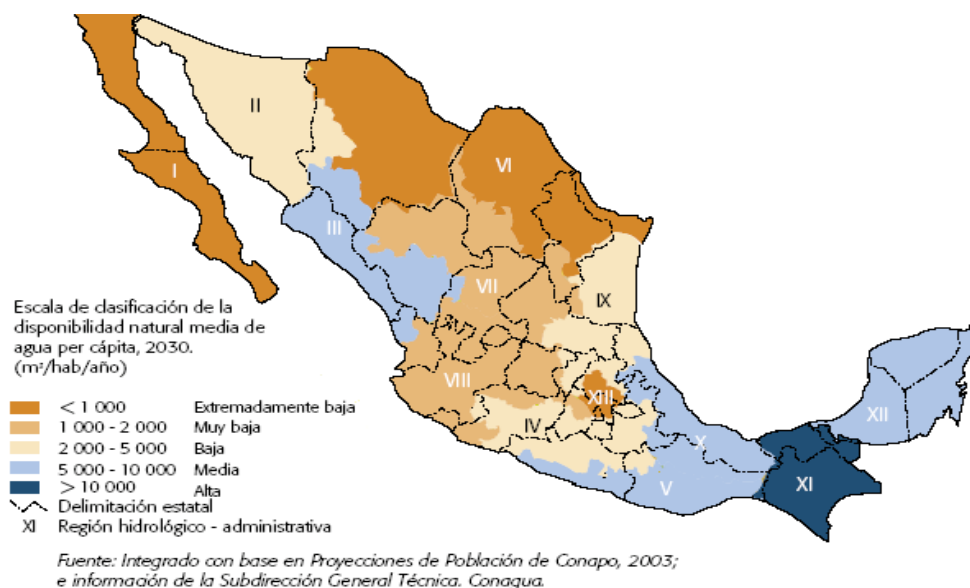 II
I
VI
III
VII
IX
VIII
XIII
IV
X
V
XII
XI
Escala de clasificación de la
disponibilidad natural media de
agua per cápita, 2030.
(m³/hab/año)
< 1 000 Extremadamente baja
1 000 - 2 000 Muy baja
2 000 - 5 000 Baja
5 000 - 10 000 Media
> 10 000 Alta
Delimitación estatal
XI Región hidrológico - administrativa
Fuente: Integrado con base en Proyecciones de Población de Conapo, 2003;
e información de la Subdirección General Técnica. Conagua.